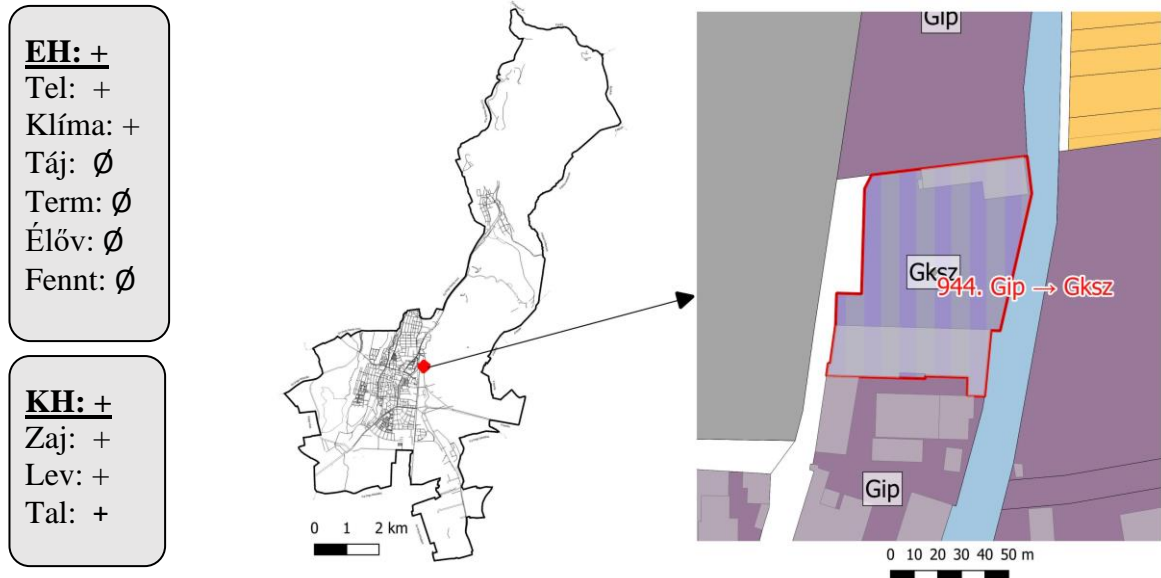 EH: +
Tel: +
Klíma: +
Táj: Ø
Term: Ø
Élőv: Ø
Fennt: Ø
KH: +
Zaj: +
Lev: +
Tal: +
0 1 2 km
Gip
Gksz
944. Gip → Gksz
Gip
0 10 20 30 40 50 m